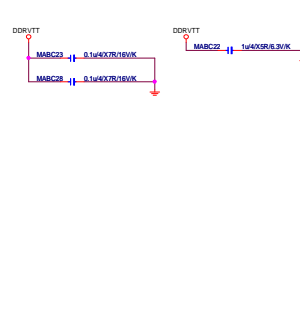 DDRVTT
DDRVTT
MABC22 1u/4/X5R/6.3V/K
MABC23 0.1u/4/X7R/16V/K
MABC28 0.1u/4/X7R/16V/K